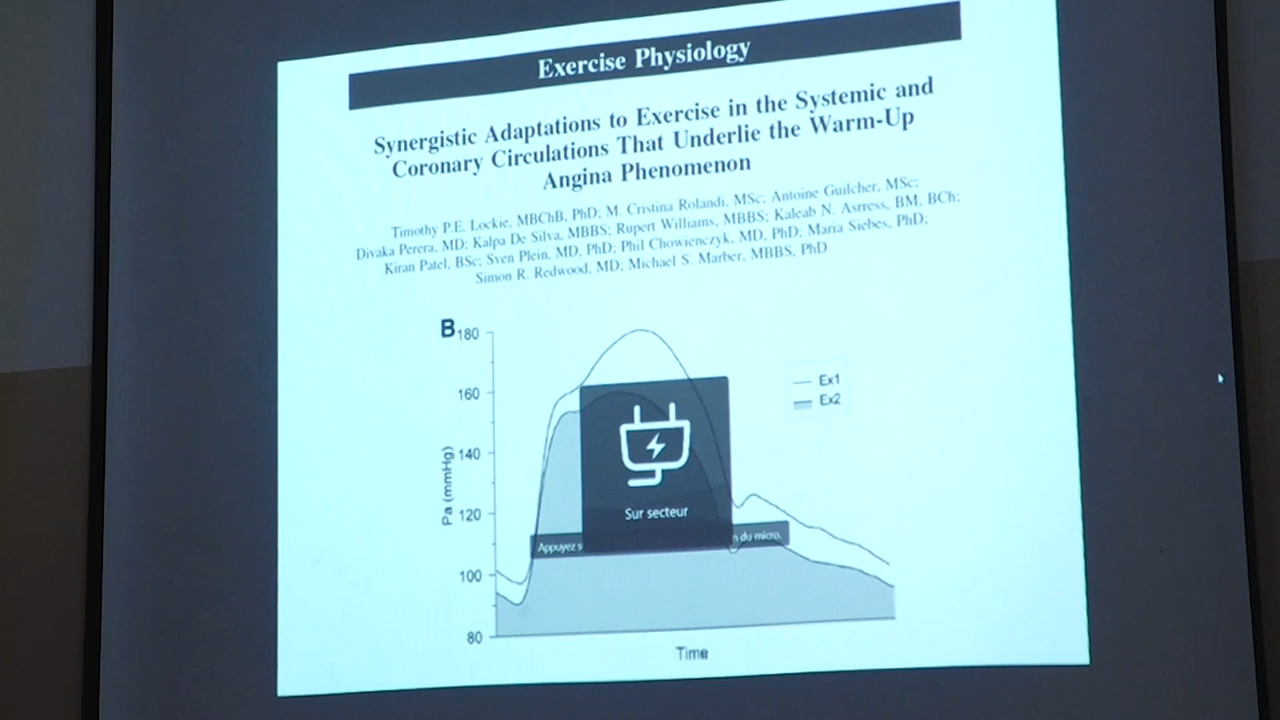 Exercise Physiology
Synergistic Adaptations to Exercise in the Systemic and
Coronary Circulations That Underlie the Warm-Up
Angina Phenomenon
Timothy P.E. Lockie, MBChB, PhD; M. Cristina Rolandi, MSc; Antoine Guilcher, MSc;
Divaka Perera, MD; Kalpa De Silva, MBBS; Rupert Williams, MBBS; Kaleab N. Asrress, BM, BCh;
Kiran Patel, BSc; Sven Plein, MD, PhD; Phil Chowienczyk, MD, PhD; Maria Siebes, PhD;
Simon R. Redwood, MD; Michael S. Marber, MBBS, PhD
B
180
160
140
120
100
80
Pa (mmHg)
Ex1
Ex2
Sur secteur
Appuyez s
n du micro.
Time